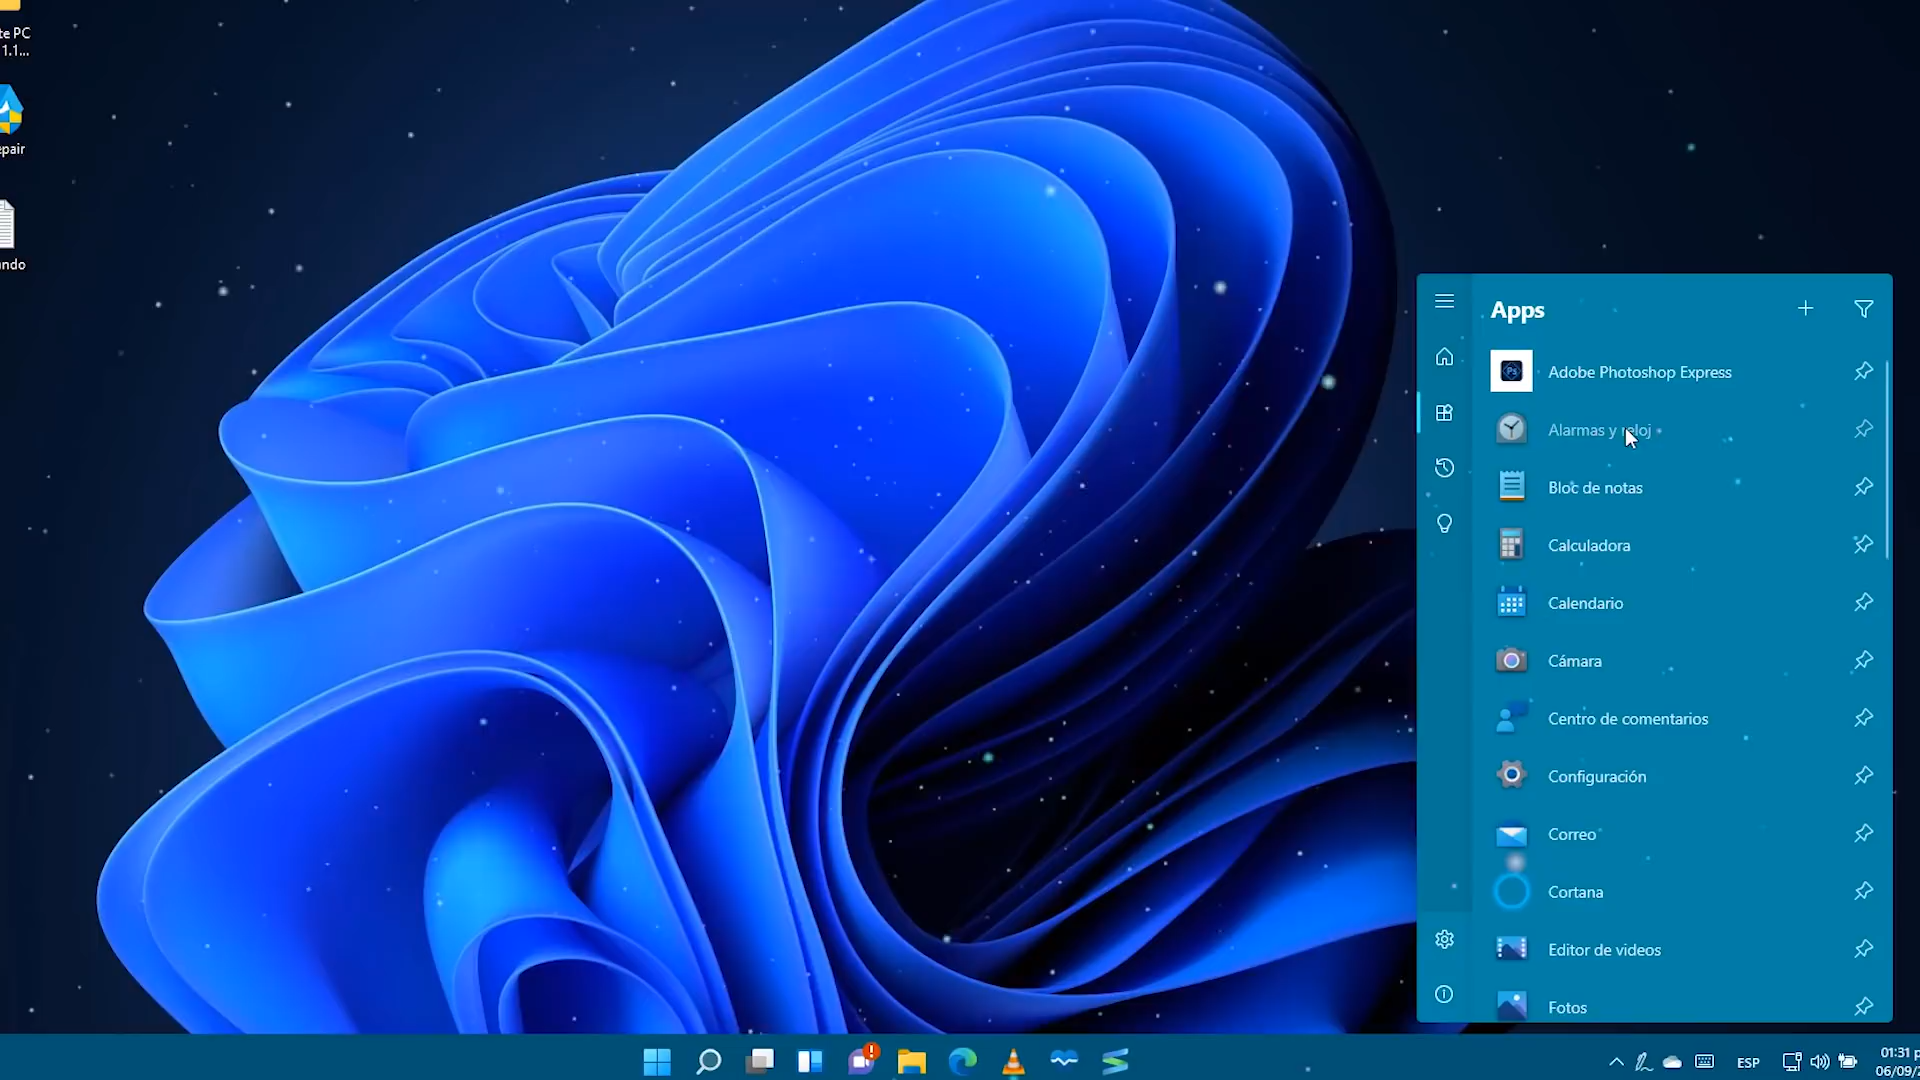 te PC
1.1...
epair
ndo
Apps
Adobe Photoshop Express
Alarmas y reloj
Bloc de notas
Calculadora
Calendario
Cámara
Centro de comentarios
Configuración
Correo
Cortana
Editor de videos
Fotos
ESP
01:31 p
06/09/2